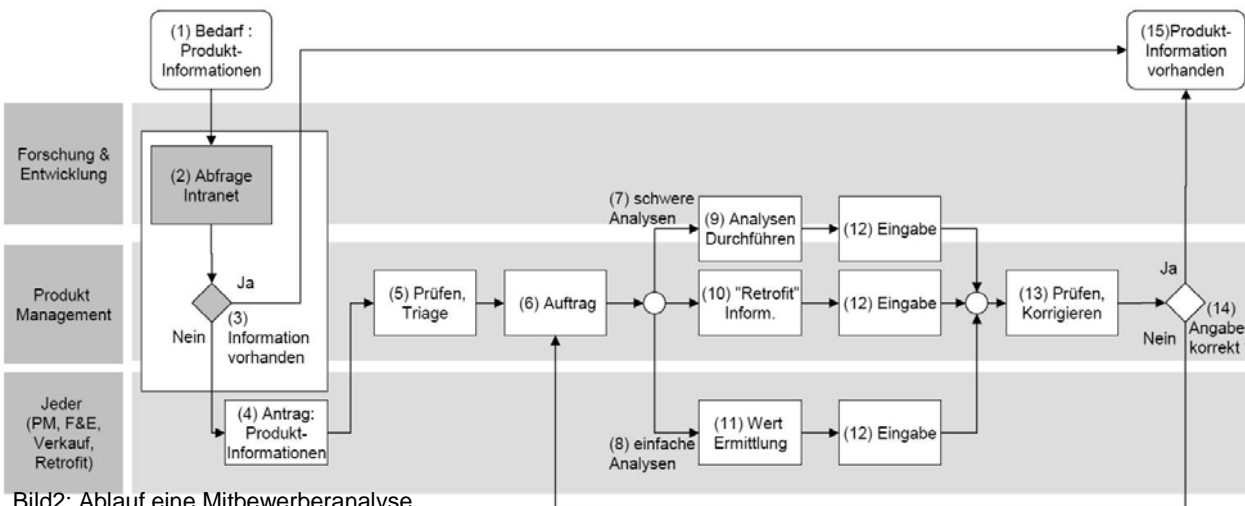 (1) Bedarf :
Produkt-
Informationen
(15)Produkt-
Information
vorhanden
Forschung &
Entwicklung
(2) Abfrage
Intranet
(7) schwere
Analysen
(9) Analysen
Durchführen
(12) Eingabe
Produkt
Management
Ja
Nein
(3)
Information
vorhanden
(5) Prüfen,
Triage
(6) Auftrag
(10) "Retrofit"
Inform.
(12) Eingabe
(13) Prüfen,
Korrigieren
Ja
Nein
(14)
Angabe
korrekt
Jeder
(PM, F&E,
Verkauf,
Retrofit)
(4) Antrag:
Produkt-
Informationen
(8) einfache
Analysen
(11) Wert
Ermittlung
(12) Eingabe
Bild2: Ablauf eine Mitbewerberanalyse